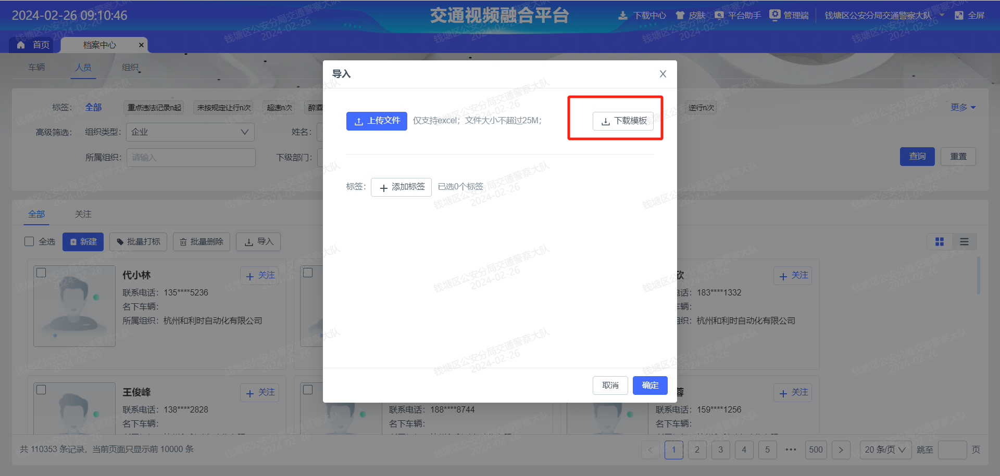 2024-02-26 09:10:46
交通视频融合平台
下载中心
皮肤
平台助手
管理端
钱塘区公安分局交通警察大队
全屏
首页
档案中心
车辆
人员
组织
导入
标签：
全部
重点违法记录n起
未按规定让行n次
超速n次
醉酒
逆行n次
更多
上传文件
仅支持excel；文件大小不超过25M；
下载模板
高级筛选：
组织类型：
企业
姓名：
所属组织：
请输入
下级部门：
查询
重置
标签：
添加标签
已选0个标签
全部
关注
全选
新建
批量打标
批量删除
导入
代小林
关注
联系电话：135****5236
名下车辆：
所属组织：杭州和利时自动化有限公司
欣
关注
电话：183****1332
车辆：
组织：杭州和利时自动化有限公司
取消
确定
王俊峰
关注
联系电话：138****2828
名下车辆：
联系电话：188****8744
名下车辆：
蓉
关注
联系电话：159****1256
名下车辆：
共 110353 条记录，当前页面只显示前 10000 条
1
2
3
4
5
•••
500
20 条/页
跳至
页
钱塘区公安分局交通警察大队
2024-02-26